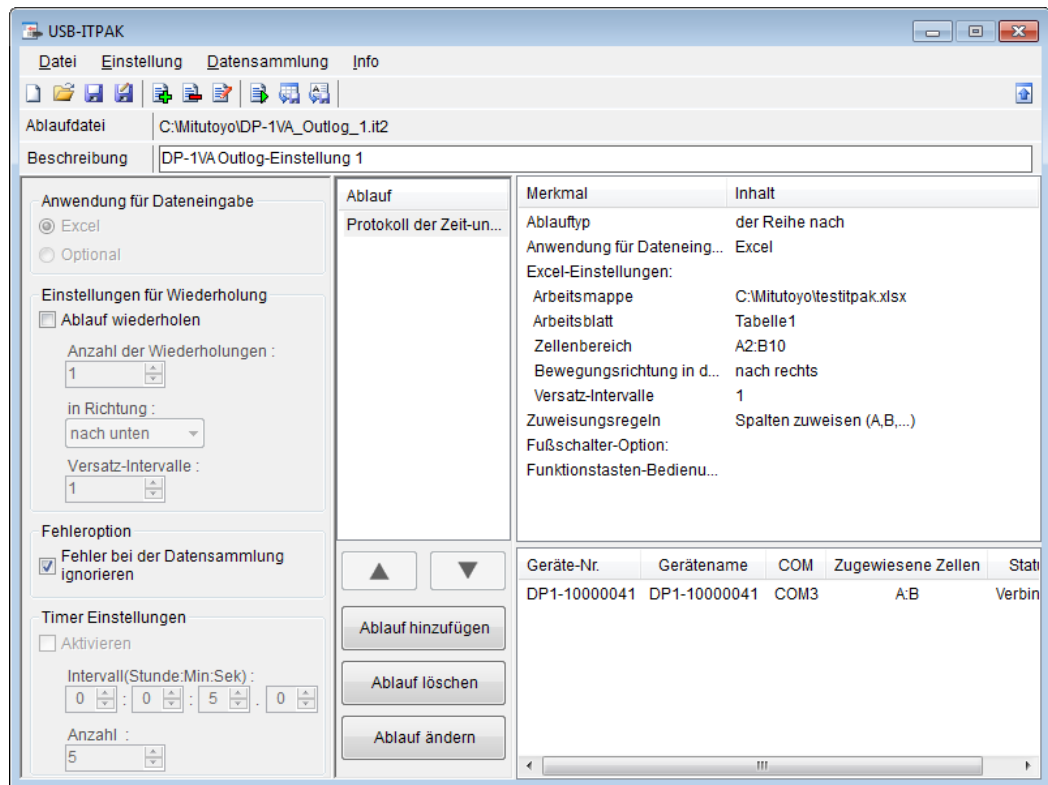 USB-ITPAK
Datei Einstellung Datensammlung Info
Ablaufdatei C:\Mitutoyo\DP-1VA_Outlog_1.it2
Beschreibung DP-1VA Outlog-Einstellung 1
Anwendung für Dateneingabe
Excel
Optional
Einstellungen für Wiederholung
Ablauf wiederholen
Anzahl der Wiederholungen :
1
in Richtung :
nach unten
Versatz-Intervalle :
1
Fehleroption
Fehler bei der Datensammlung
ignorieren
Timer Einstellungen
Aktivieren
Intervall(Stunde:Min:Sek) :
0 : 0 : 5 . 0
Anzahl :
5
Ablauf
Protokoll der Zeit-un...
Ablauf hinzufügen
Ablauf löschen
Ablauf ändern
Merkmal Inhalt
Ablauftyp der Reihe nach
Anwendung für Dateneing... Excel
Excel-Einstellungen:
Arbeitsmappe C:\Mitutoyo\testitpak.xlsx
Arbeitsblatt Tabelle1
Zellenbereich A2:B10
Bewegungsrichtung in d... nach rechts
Versatz-Intervalle 1
Zuweisungsregeln Spalten zuweisen (A,B,...)
Fußschalter-Option:
Funktionstasten-Bedienu...
Geräte-Nr. Gerätename COM Zugewiesene Zellen Stat
DP1-10000041 DP1-10000041 COM3 A:B Verbin